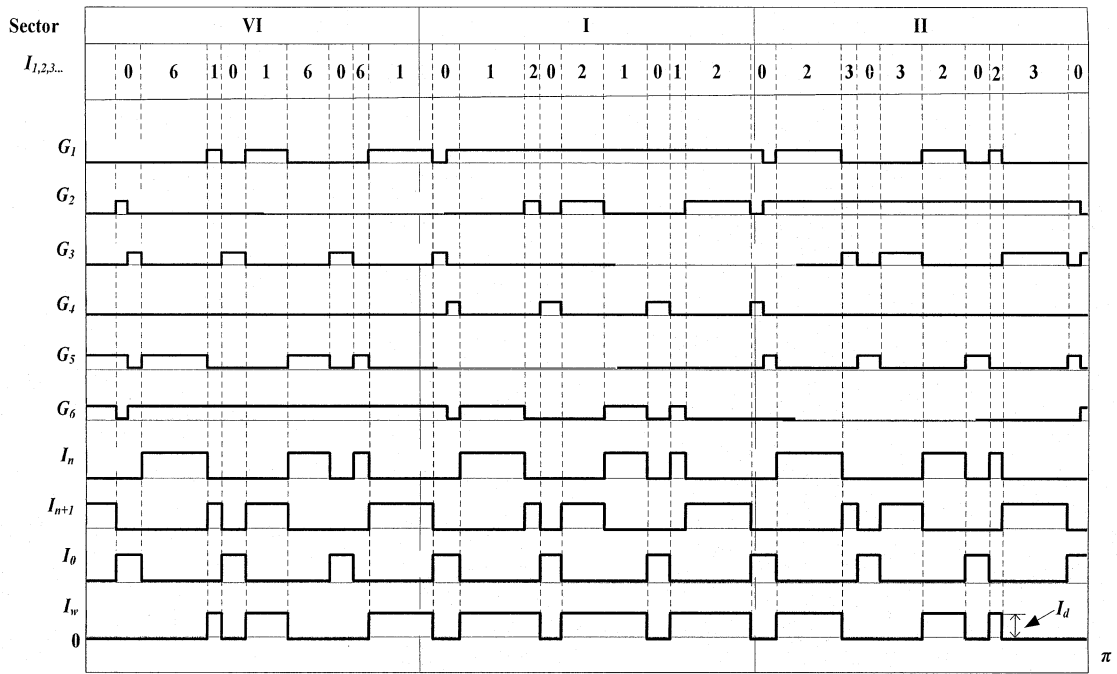 Sector VI I II
I1,2,3... 0 6 1 0 1 6 0 6 1 0 1 2 0 2 1 0 1 2 0 2 3 0 3 2 0 2 3 0
G1
G2
G3
G4
G5
G6
In
In+1
I0
Iw
Id
0
π